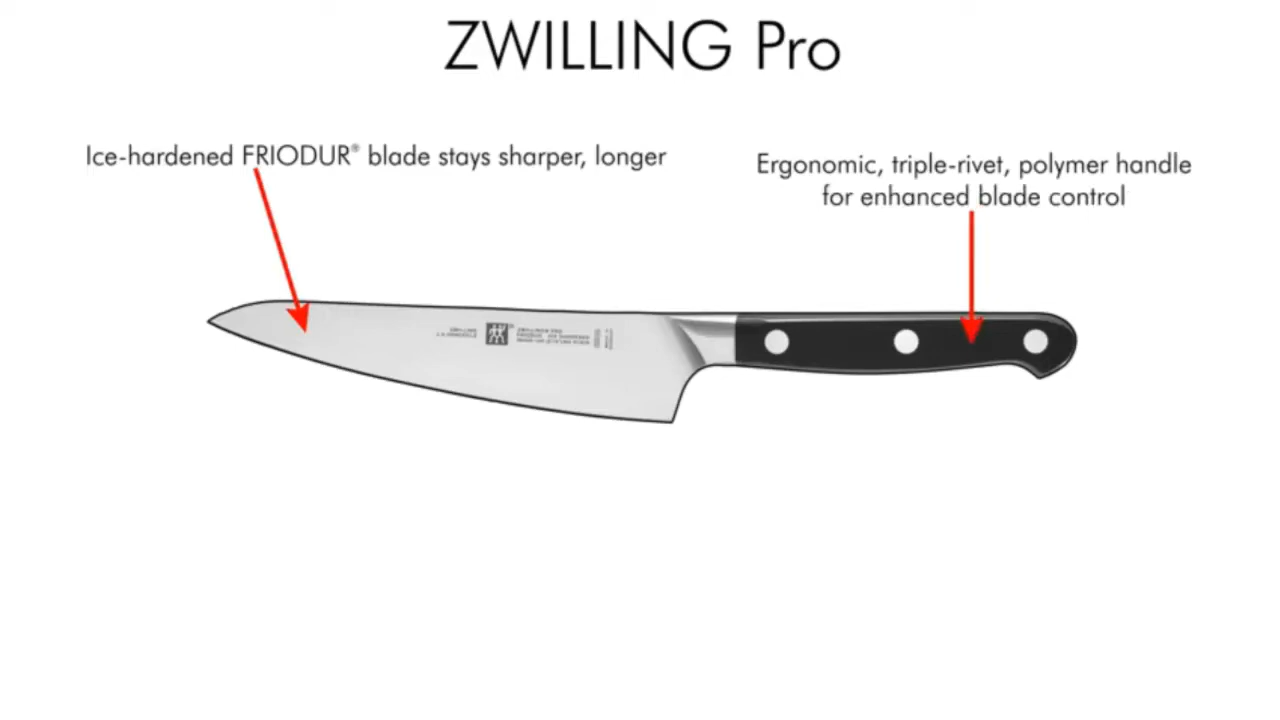 ZWILLING Pro
Ice-hardened FRIODUR® blade stays sharper, longer
Ergonomic, triple-rivet, polymer handle
for enhanced blade control